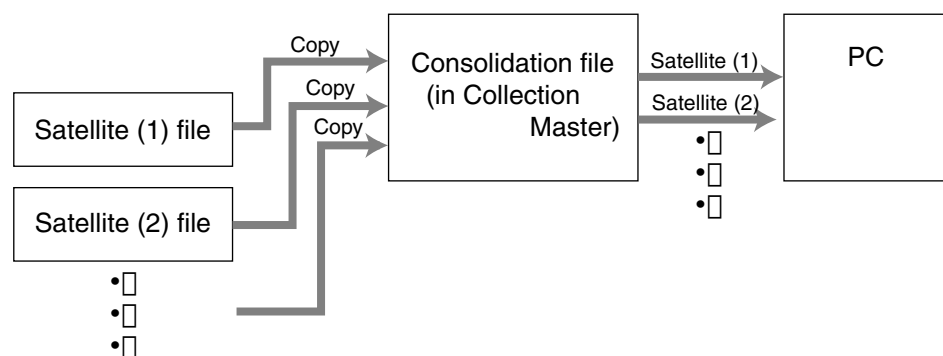 Copy
Copy
Copy
Satellite (1) file
Satellite (2) file
•▯
•▯
•▯
Consolidation file
(in Collection
Master)
Satellite (1)
Satellite (2)
•▯
•▯
•▯
PC